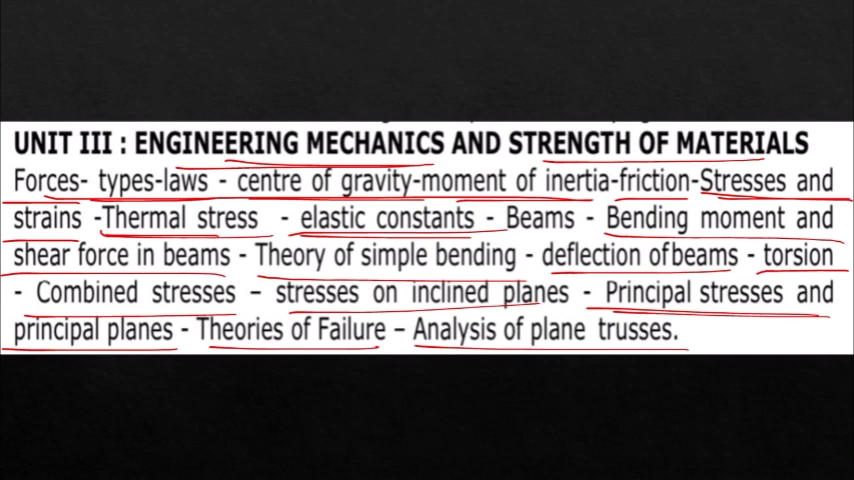 UNIT III : ENGINEERING MECHANICS AND STRENGTH OF MATERIALS
Forces- types-laws - centre of gravity-moment of inertia-friction-Stresses and
strains -Thermal stress - elastic constants - Beams - Bending moment and
shear force in beams - Theory of simple bending - deflection of beams - torsion
- Combined stresses – stresses on inclined planes - Principal stresses and
principal planes - Theories of Failure – Analysis of plane trusses.